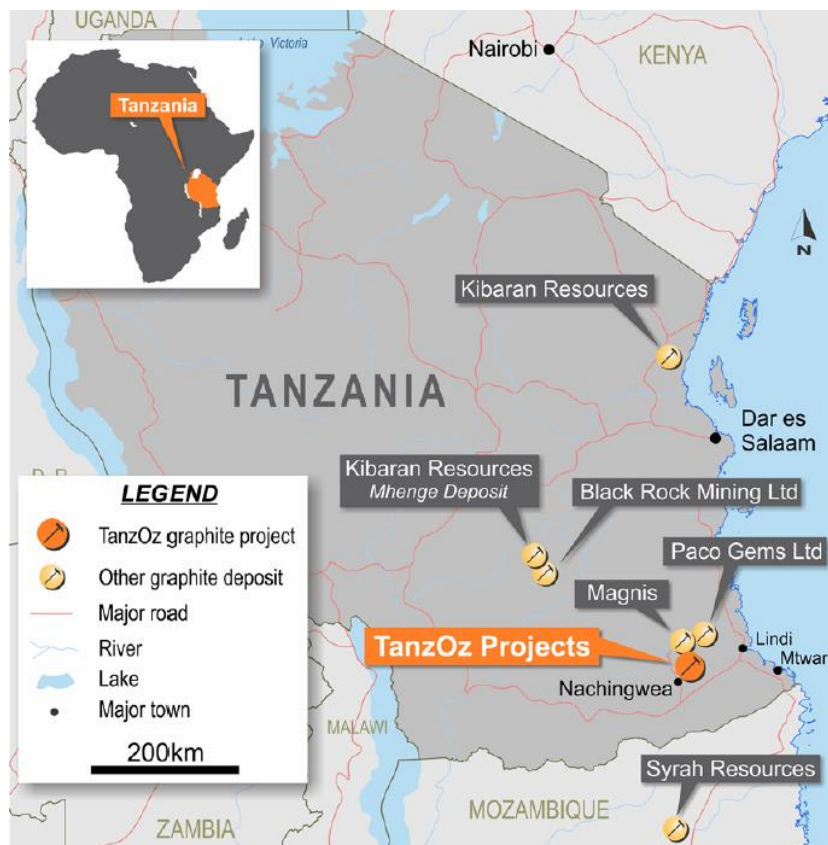 UGANDA
Lake Victoria
Nairobi
KENYA
Tanzania
N
Kibaran Resources
TANZANIA
Dar es
Salaam
Kibaran Resources
Mhenge Deposit
Black Rock Mining Ltd
Paco Gems Ltd
Magnis
TanzOz Projects
Lindi
Mtwar
Nachingwea
LEGEND
TanzOz graphite project
Other graphite deposit
Major road
River
Lake
Major town
200km
MALAWI
Syrah Resources
MOZAMBIQUE
ZAMBIA